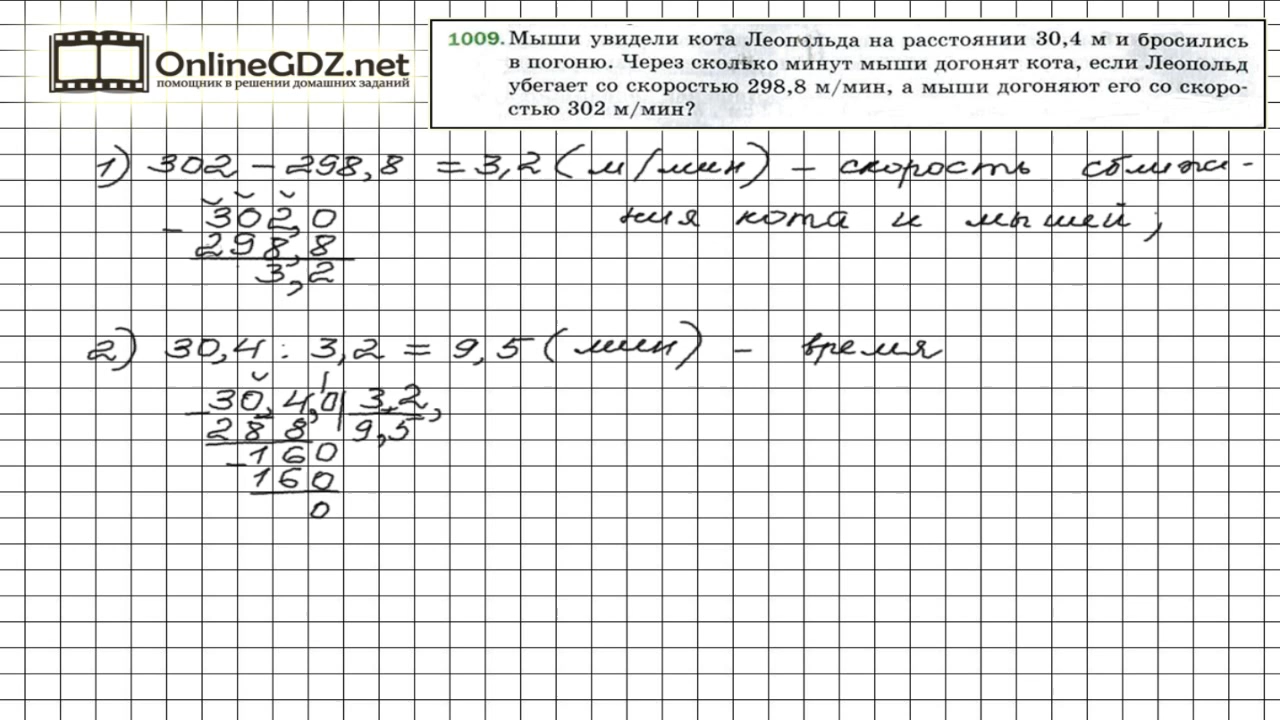 OnlineGDZ.net
помощник в решении домашних заданий
1009. Мыши увидели кота Леопольда на расстоянии 30,4 м и бросились
в погоню. Через сколько минут мыши догонят кота, если Леопольд
убегает со скоростью 298,8 м/мин, а мыши догоняют его со скоро-
стью 302 м/мин?
1) 302 - 298,8 = 3,2 (м/мин) - скорость сближе-
ния кота и мышей;
- 302,0
298,8
3,2
2) 30,4 : 3,2 = 9,5 (мин) - время
- 30,4,0 | 3,2,
288 9,5
- 160
160
0